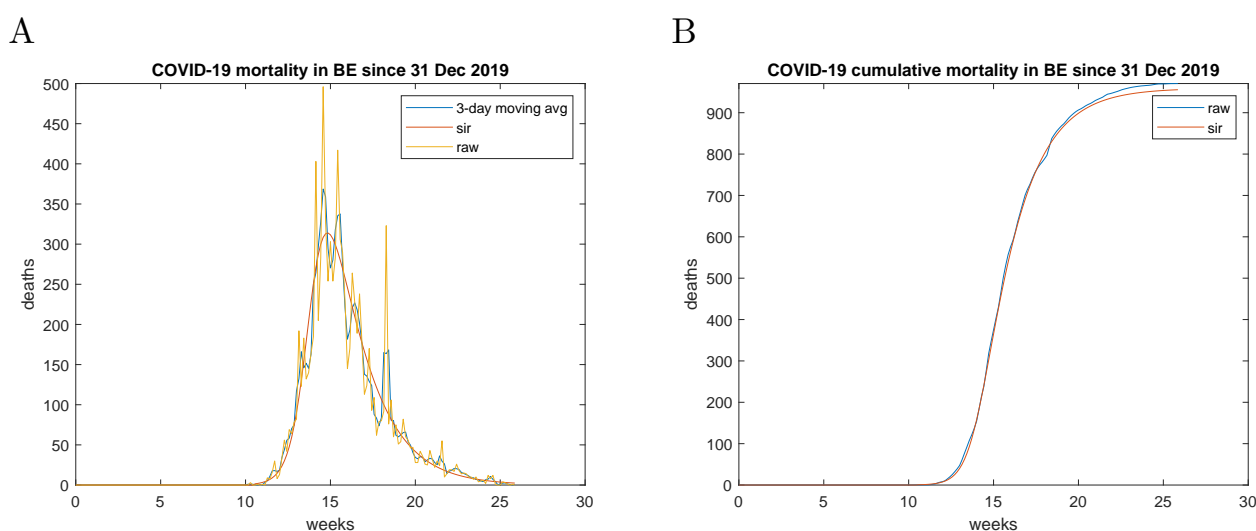 A
COVID-19 mortality in BE since 31 Dec 2019
500
450
400
350
300
250
200
150
100
50
0
deaths
3-day moving avg
sir
raw
0 5 10 15 20 25 30
weeks
B
COVID-19 cumulative mortality in BE since 31 Dec 2019
900
800
700
600
500
400
300
200
100
0
deaths
raw
sir
0 5 10 15 20 25 30
weeks